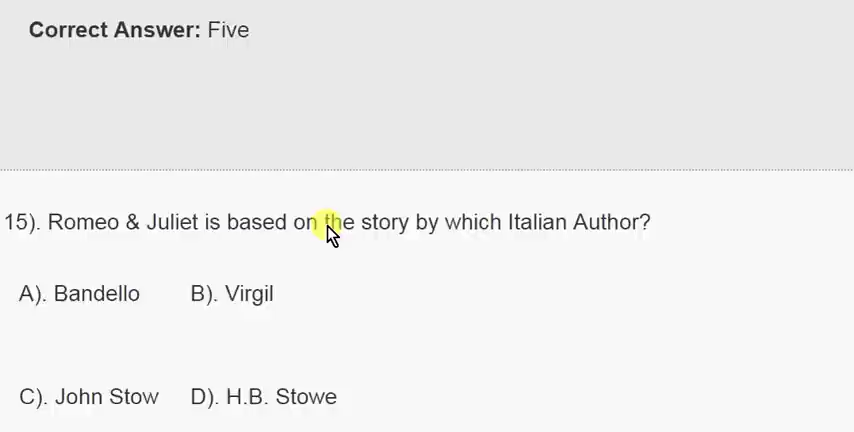 Correct Answer: Five
15). Romeo & Juliet is based on the story by which Italian Author?
A). Bandello B). Virgil
C). John Stow D). H.B. Stowe